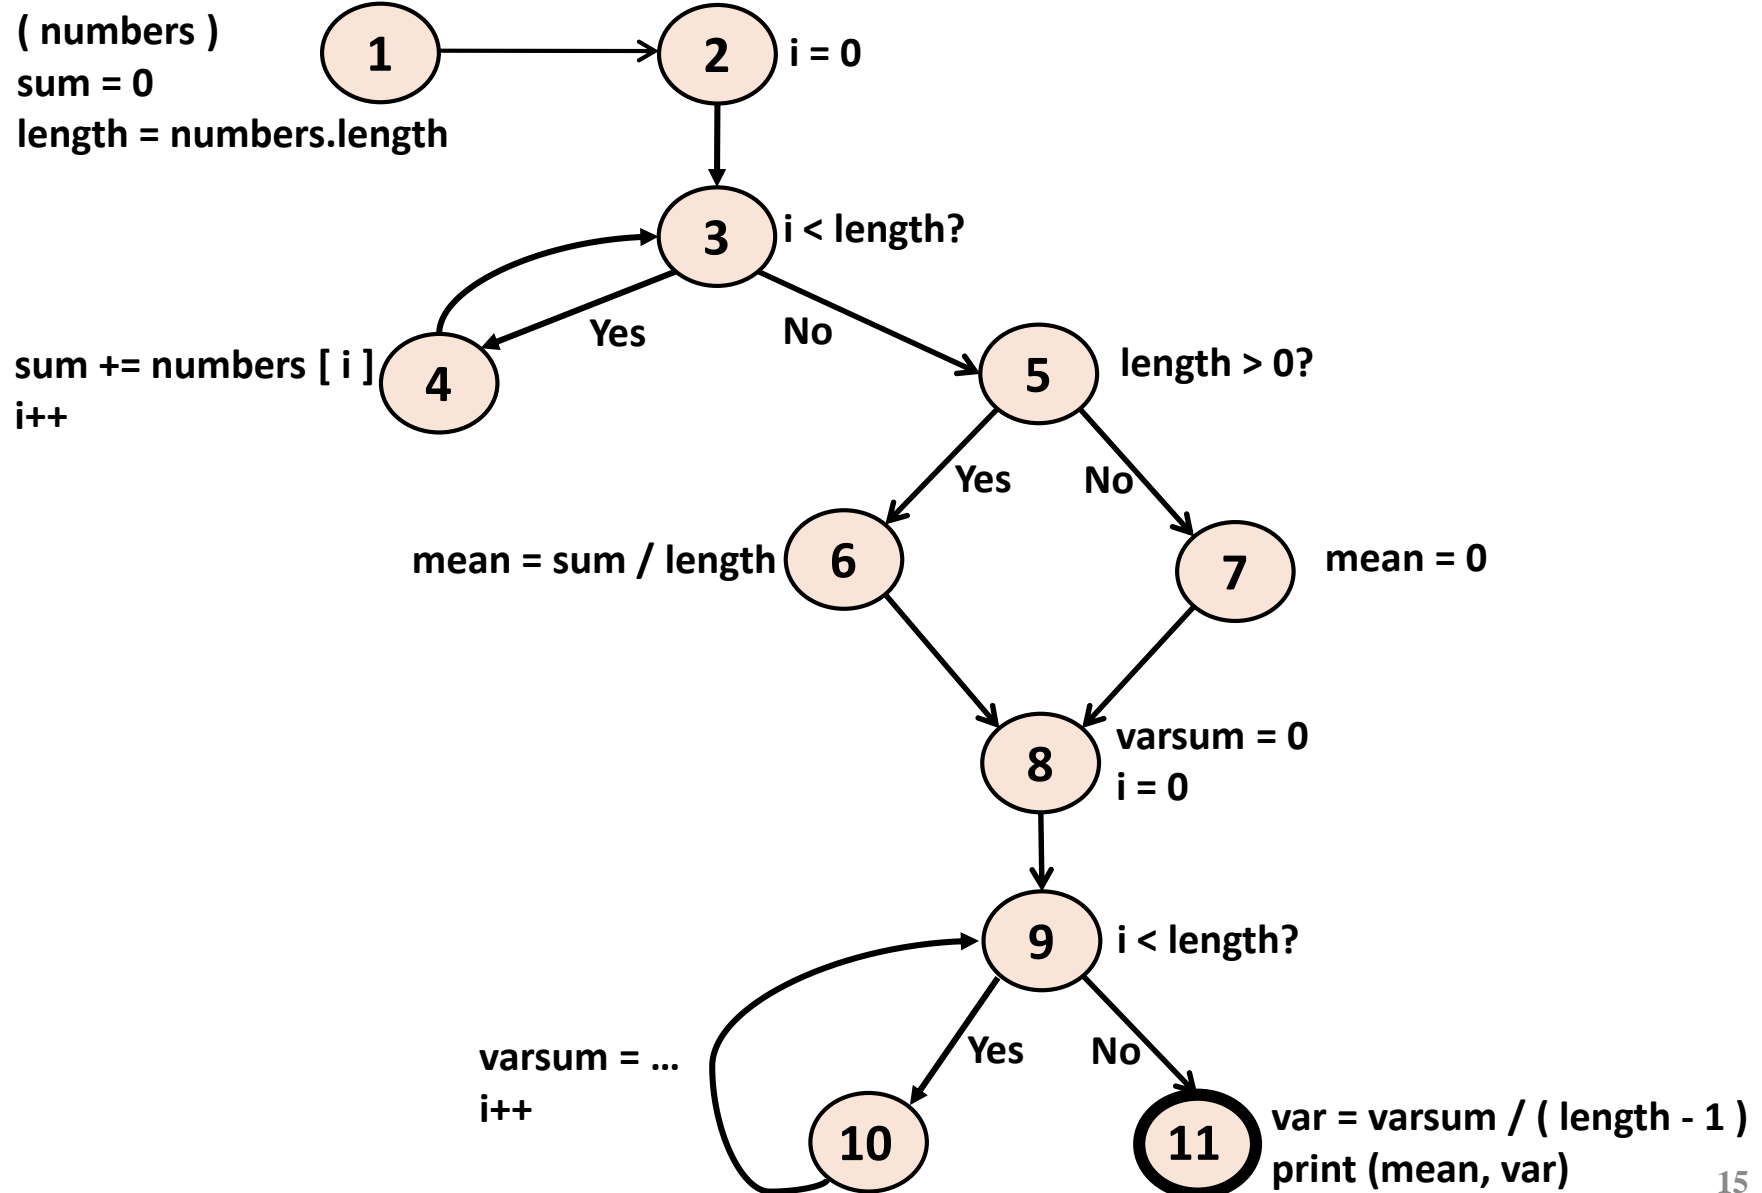 ( numbers )
sum = 0
length = numbers.length
1
2
i = 0
3
i < length?
Yes
No
sum += numbers [ i ]
i++
4
5
length > 0?
Yes
No
mean = sum / length
6
7
mean = 0
8
varsum = 0
i = 0
9
i < length?
Yes
No
varsum = …
i++
10
11
var = varsum / ( length - 1 )
print (mean, var)
15